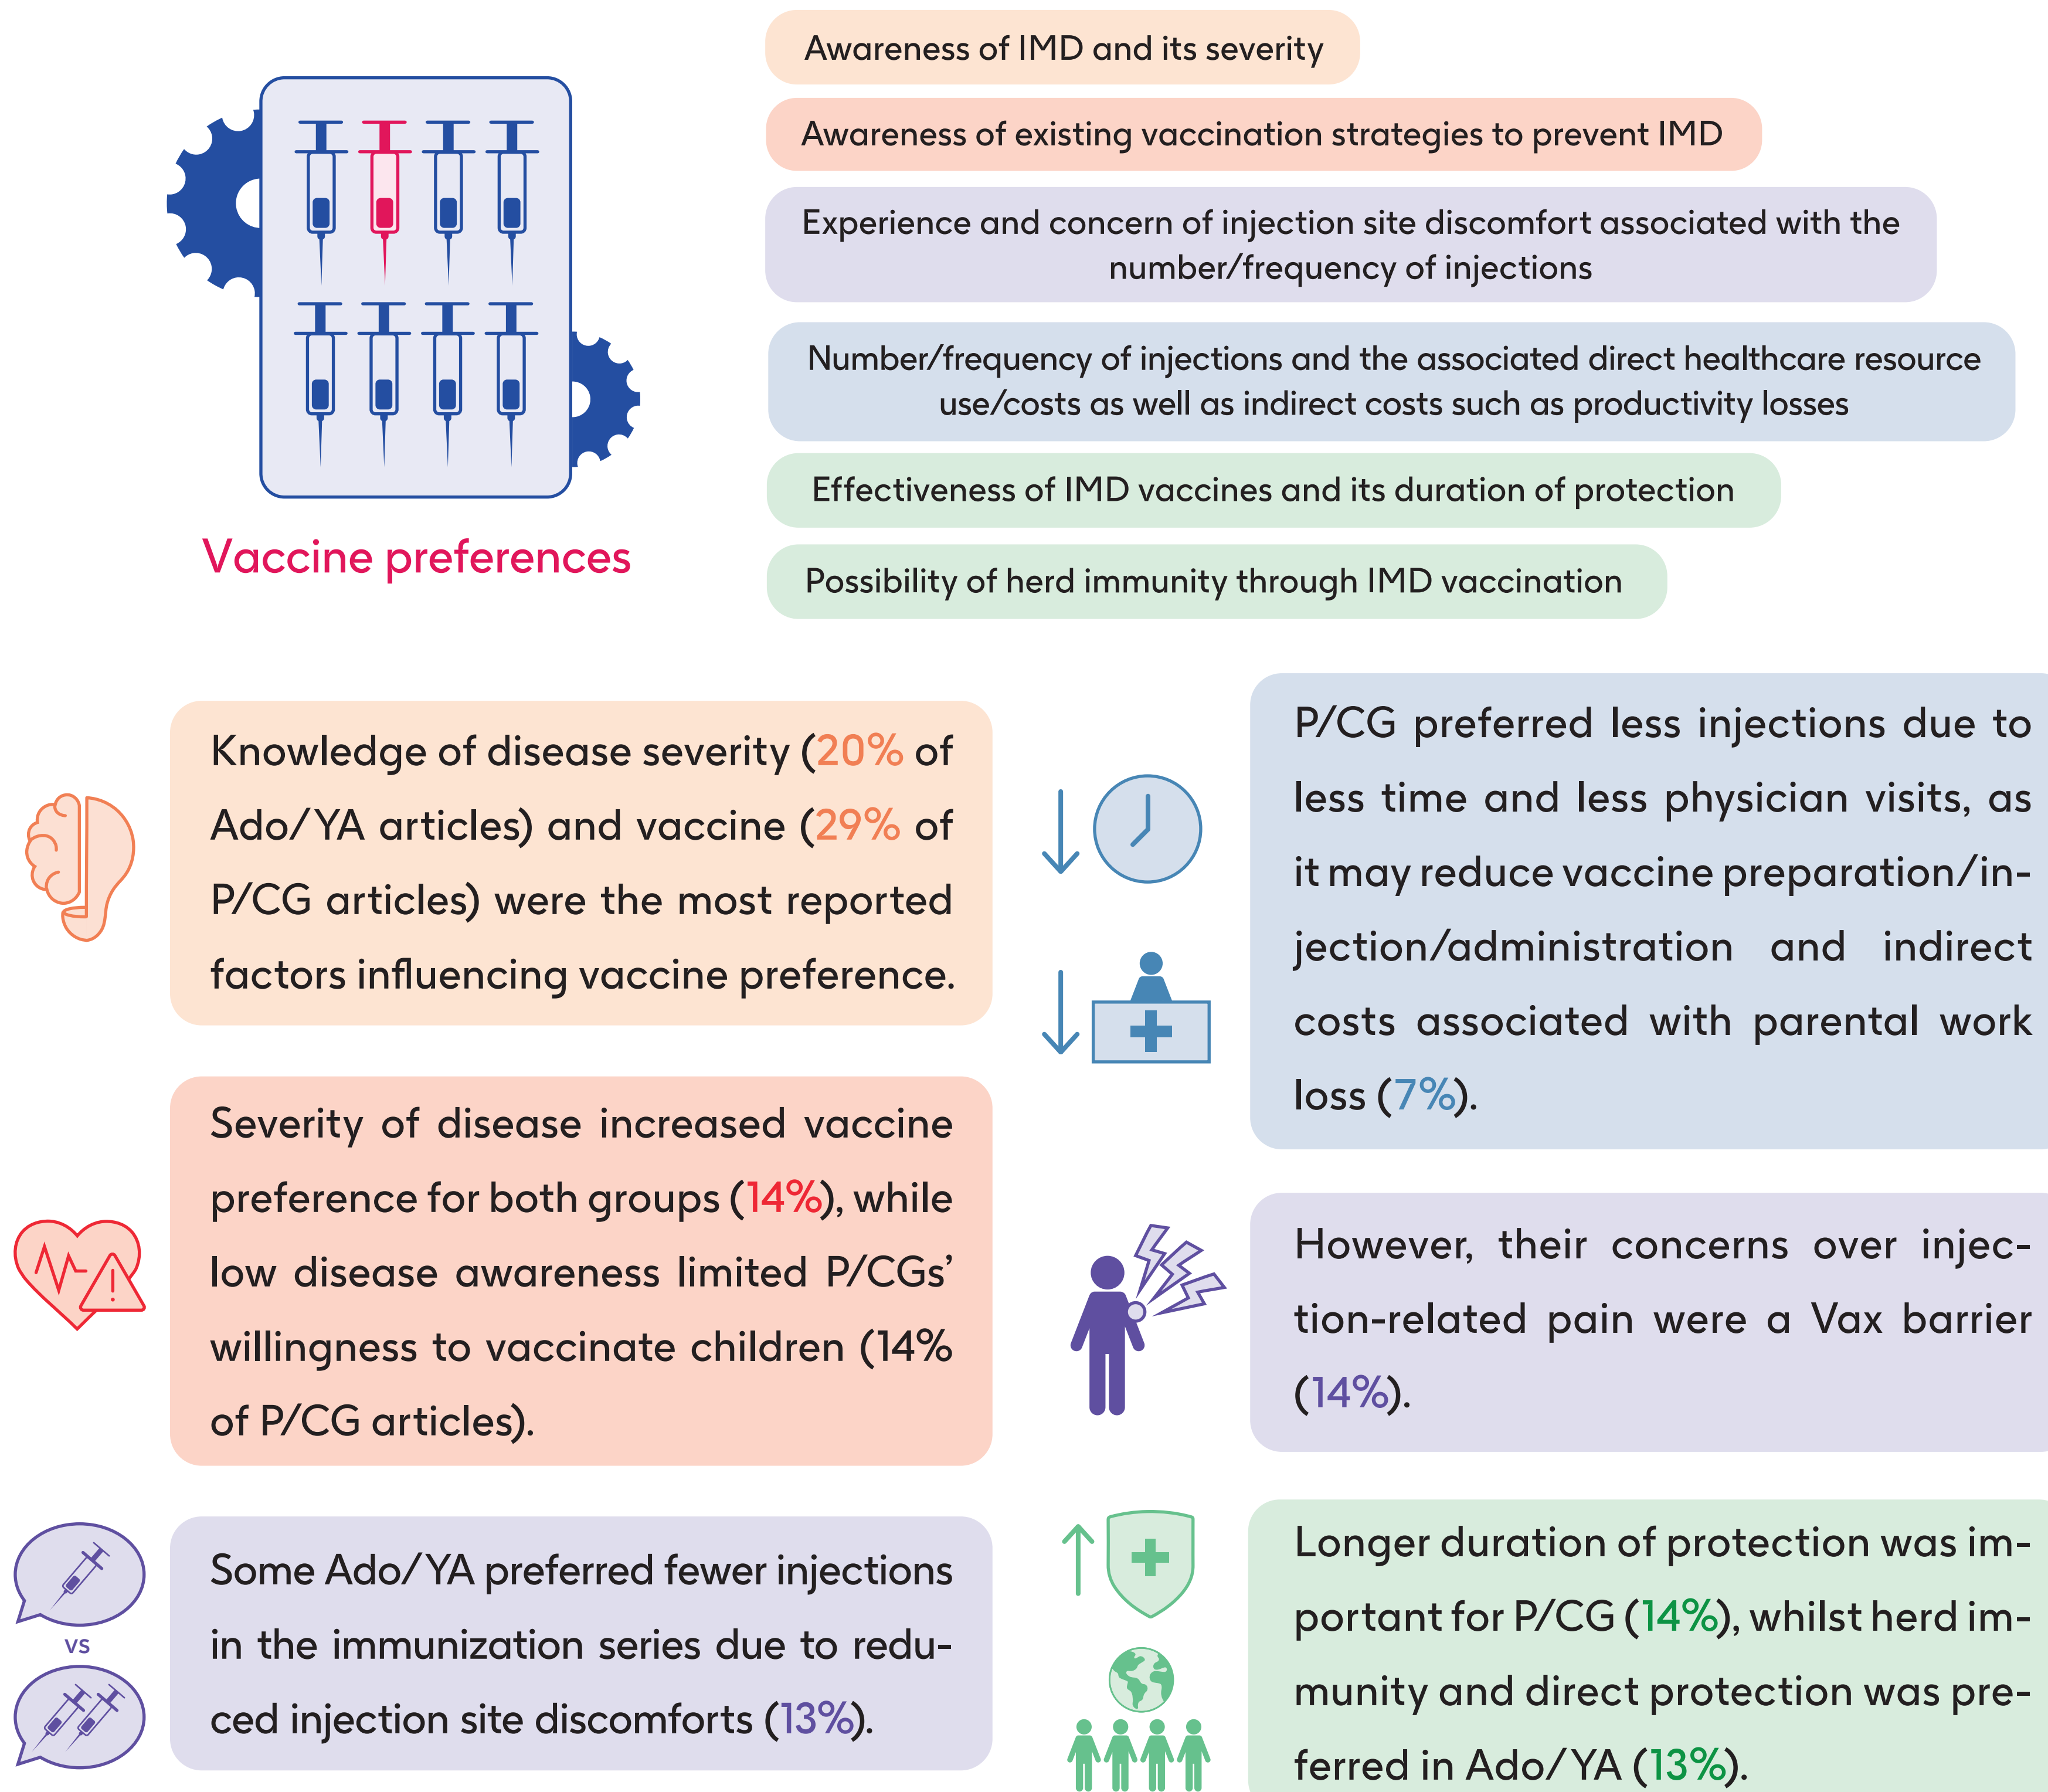 Awareness of IMD and its severity
Awareness of existing vaccination strategies to prevent IMD
Experience and concern of injection site discomfort associated with the
number/frequency of injections
Number/frequency of injections and the associated direct healthcare resource
use/costs as well as indirect costs such as productivity losses
Effectiveness of IMD vaccines and its duration of protection
Possibility of herd immunity through IMD vaccination
Vaccine preferences
Knowledge of disease severity (20% of
Ado/YA articles) and vaccine (29% of
P/CG articles) were the most reported
factors influencing vaccine preference.
Severity of disease increased vaccine
preference for both groups (14%), while
low disease awareness limited P/CGs’
willingness to vaccinate children (14%
of P/CG articles).
vs
Some Ado/YA preferred fewer injections
in the immunization series due to redu-
ced injection site discomforts (13%).
P/CG preferred less injections due to
less time and less physician visits, as
it may reduce vaccine preparation/in-
jection/administration and indirect
costs associated with parental work
loss (7%).
However, their concerns over injec-
tion-related pain were a Vax barrier
(14%).
Longer duration of protection was im-
portant for P/CG (14%), whilst herd im-
munity and direct protection was pre-
ferred in Ado/YA (13%).